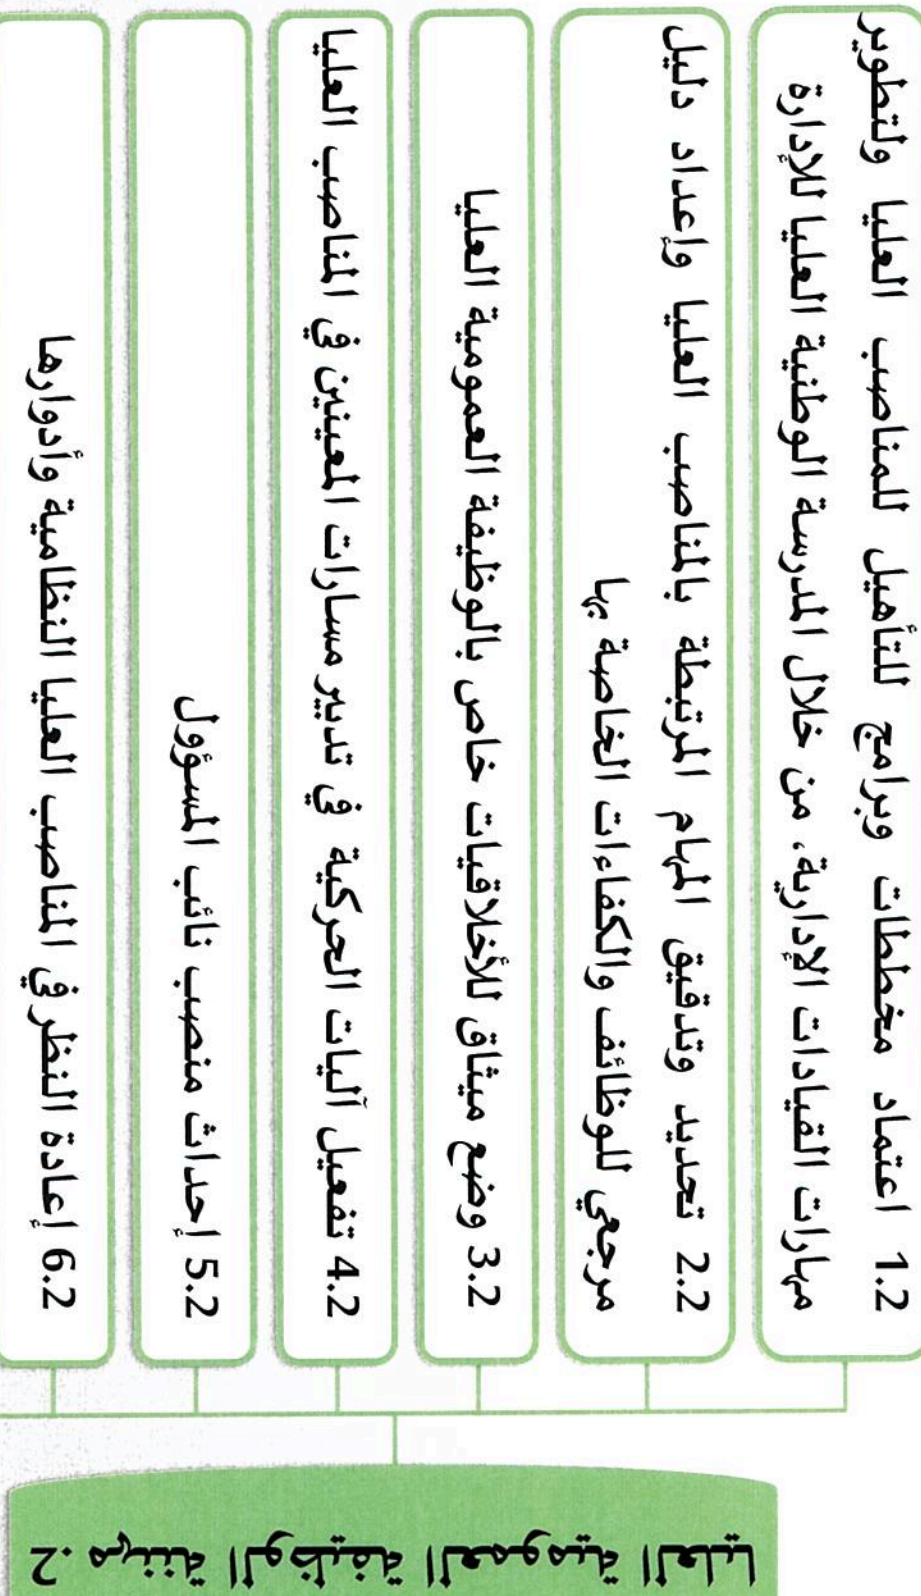 2. مهننة الوظيفة العمومية العليا
1.2 اعتماد مخططات وبرامج للتأهيل للمناصب العليا ولتطوير
مهارات القيادات الإدارية، من خلال المدرسة الوطنية العليا للإدارة
2.2 تحديد وتدقيق المهام المرتبطة بالمناصب العليا وإعداد دليل
مرجعي للوظائف والكفاءات الخاصة بها
3.2 وضع ميثاق للأخلاقيات خاص بالوظيفة العمومية العليا
4.2 تفعيل آليات الحركية في تدبير مسارات المعينين في المناصب العليا
5.2 إحداث منصب نائب المسؤول
6.2 إعادة النظر في المناصب العليا النظامية وأدوارها